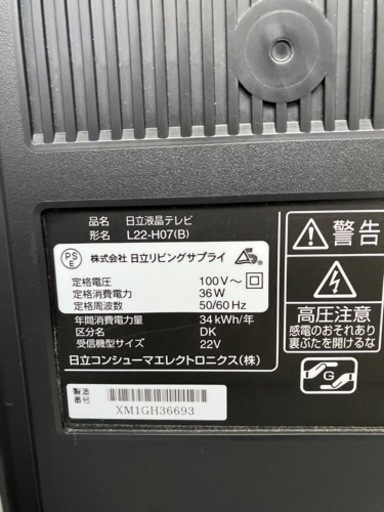 品名 日立液晶テレビ
形名 L22-H07(B)
PS
E
株式会社 日立リビングサプライ
定格電圧 100V～
定格消費電力 36W
定格周波数 50/60Hz
年間消費電力量 34kWh/年
区分名 DK
受信機型サイズ 22V
日立コンシューマエレクトロニクス(株)
製造番号 XM1GH36693
警告
高圧注意
感電のおそれあり
裏ぶたを開けるな
G